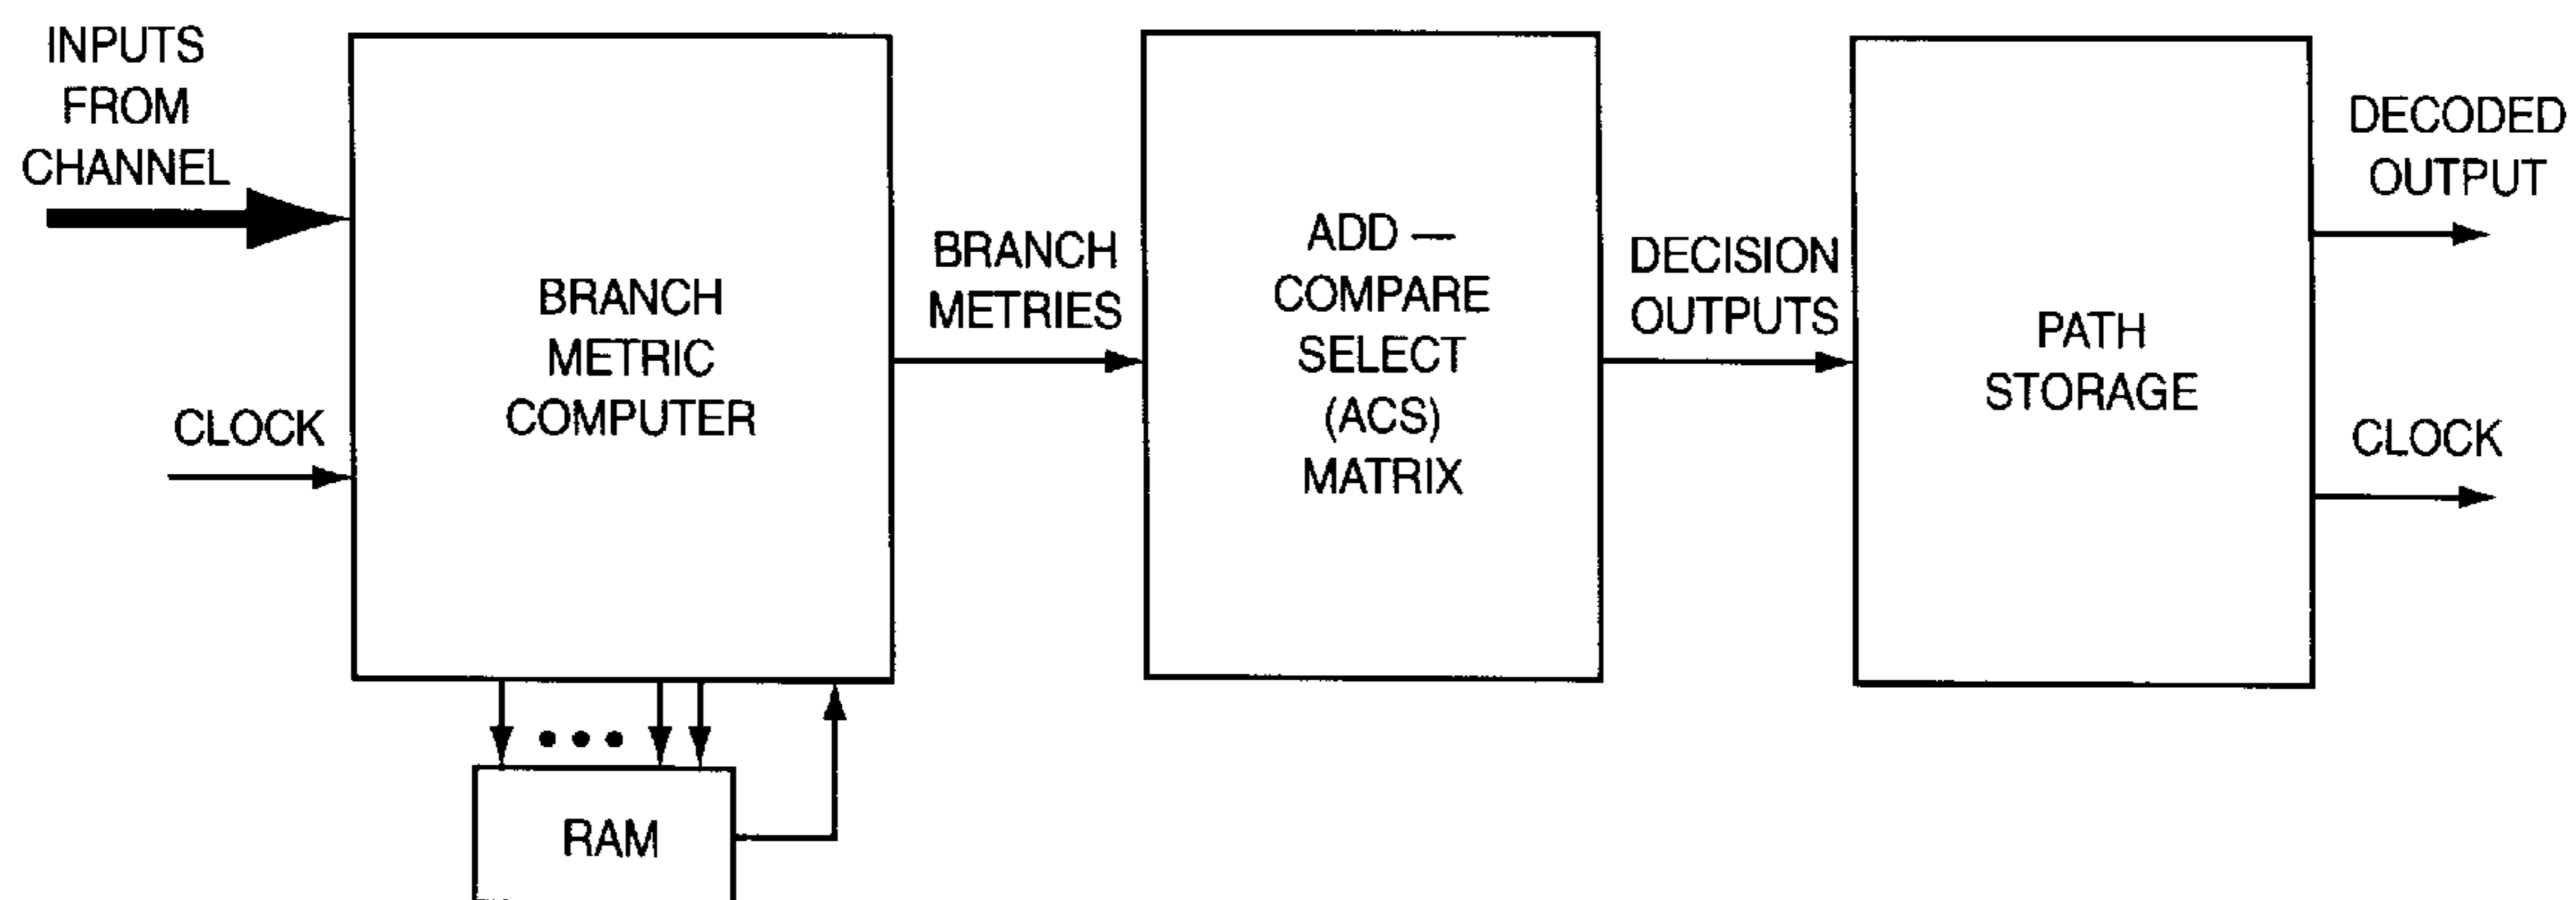 INPUTS
FROM
CHANNEL
CLOCK
BRANCH
METRIC
COMPUTER
RAM
BRANCH
METRIES
ADD —
COMPARE
SELECT
(ACS)
MATRIX
DECISION
OUTPUTS
PATH
STORAGE
DECODED
OUTPUT
CLOCK